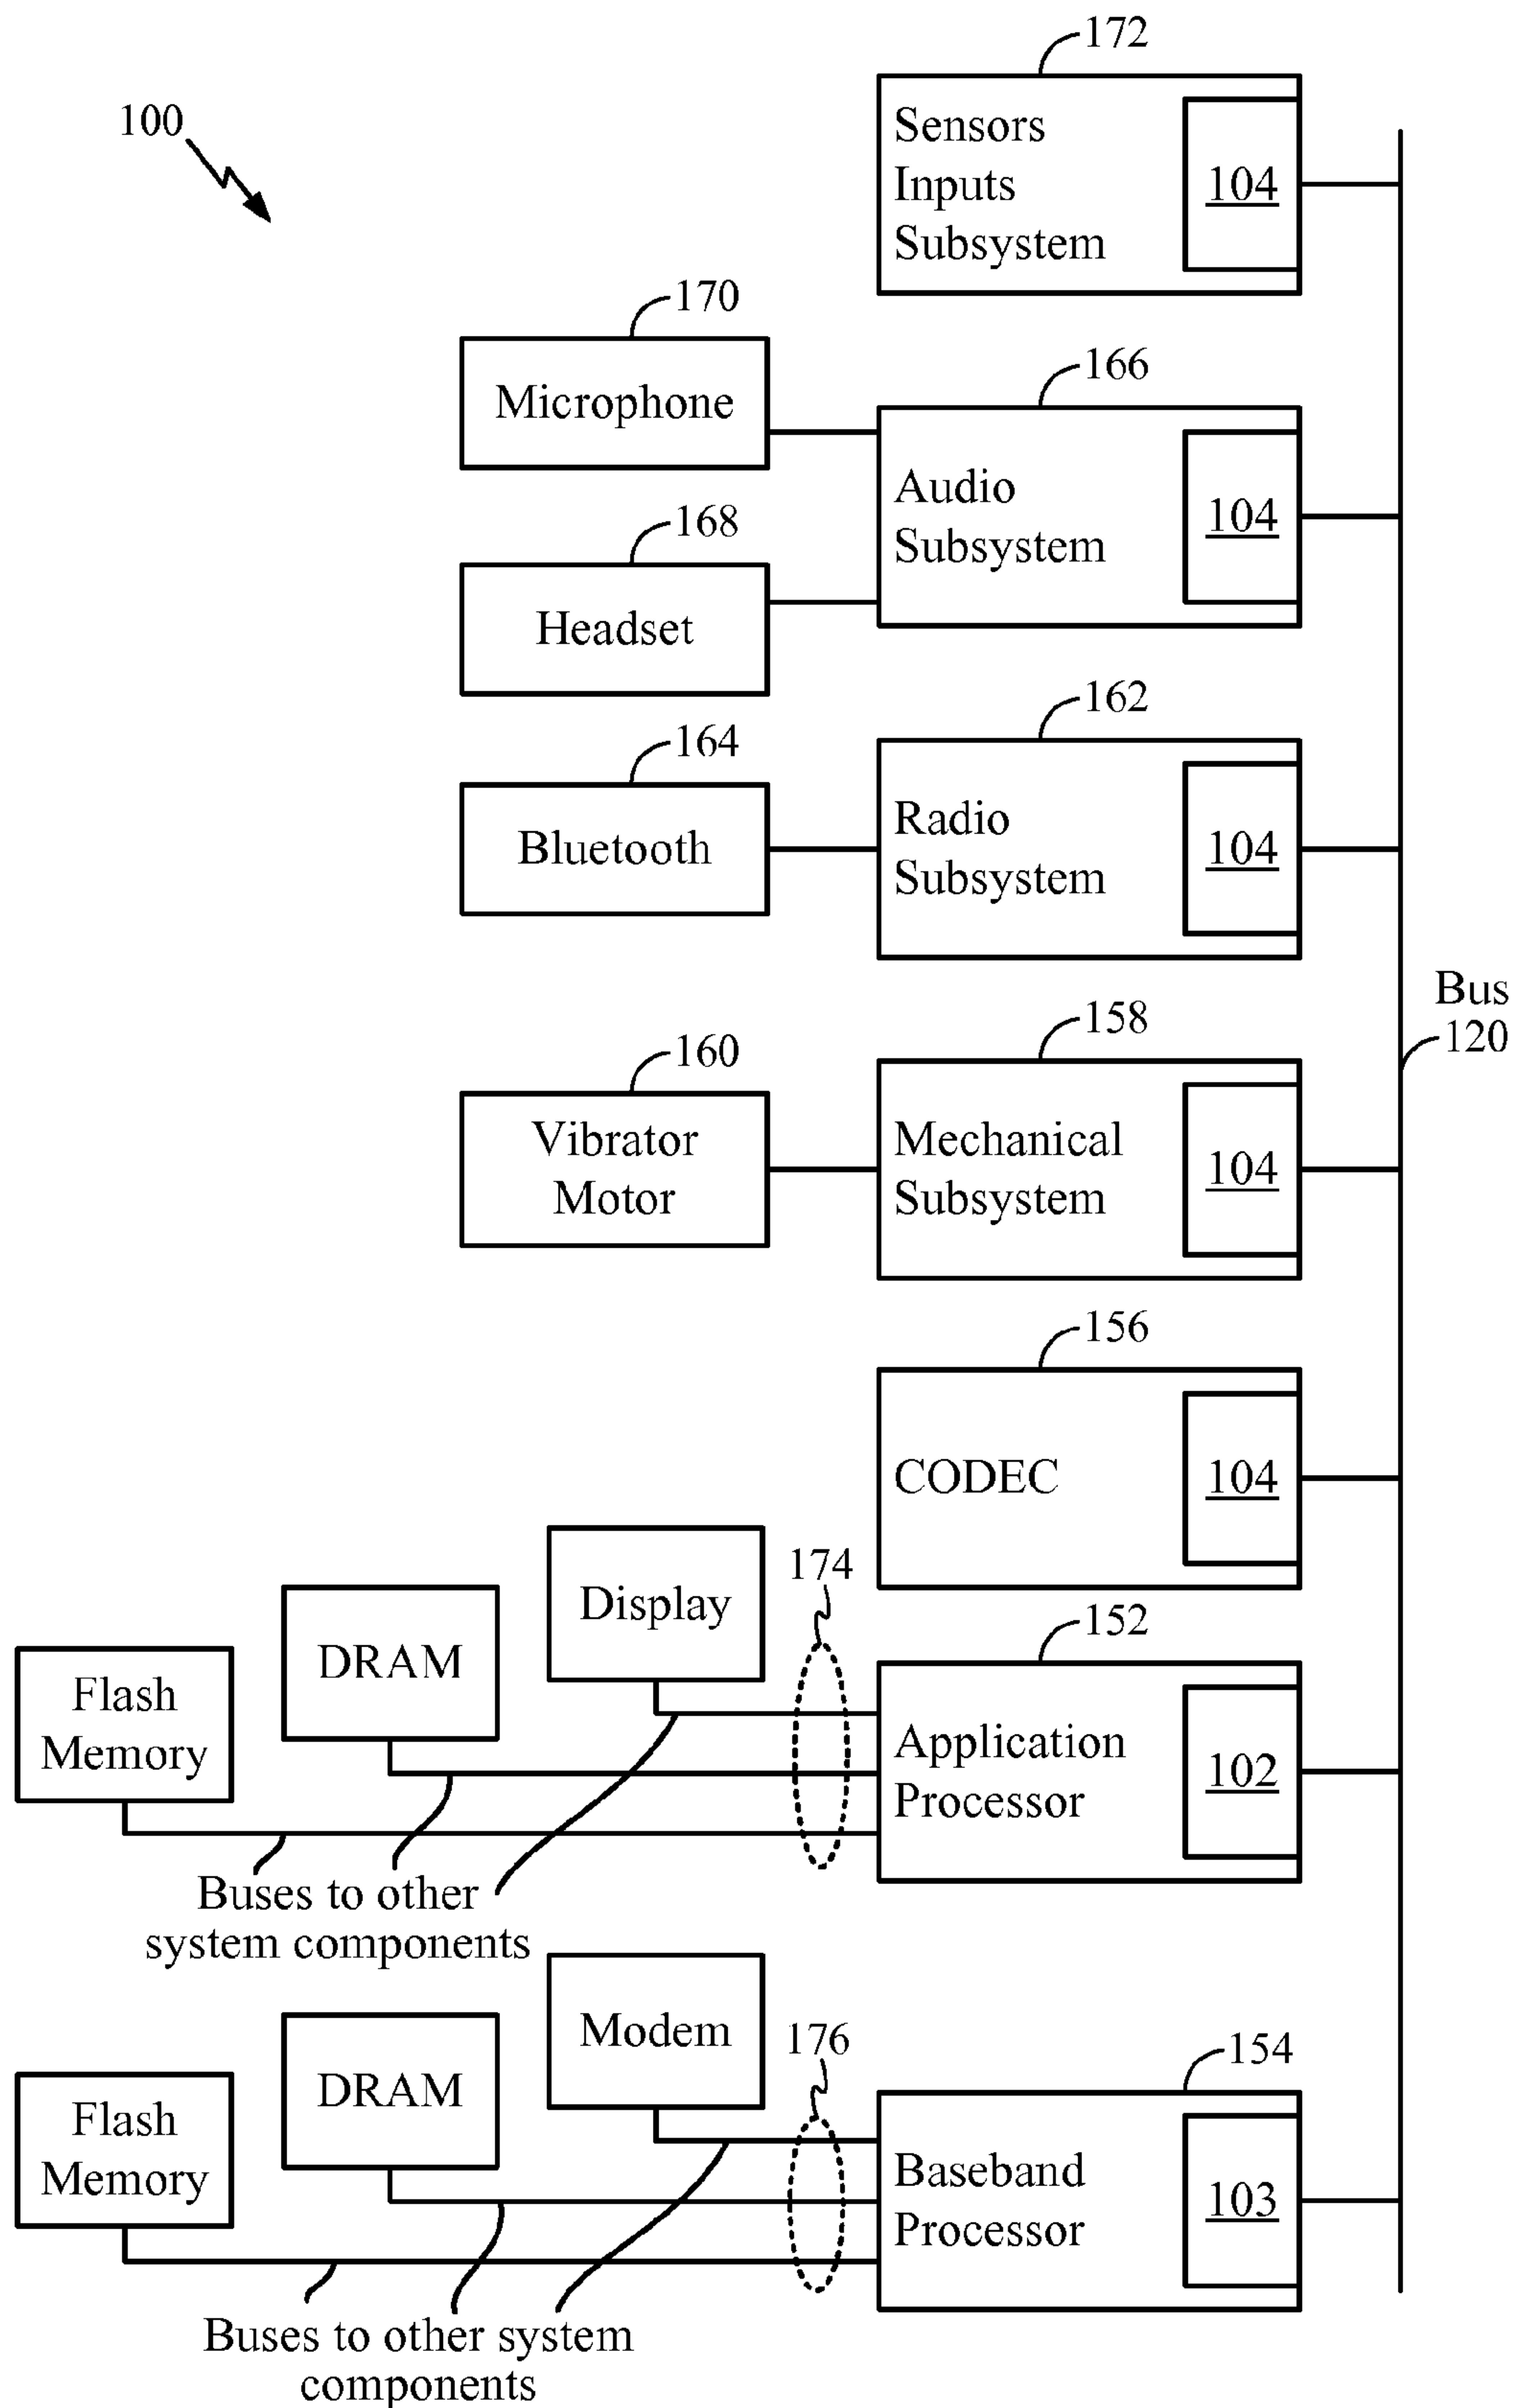 172
100
Sensors
Inputs
Subsystem
104
170
Microphone
166
Audio
Subsystem
104
168
Headset
162
164
Bluetooth
Radio
Subsystem
104
Bus
120
158
160
Vibrator
Motor
Mechanical
Subsystem
104
156
CODEC
104
174
Display
DRAM
Flash
Memory
152
Application
Processor
102
Buses to other
system components
Modem
176
DRAM
Flash
Memory
154
Baseband
Processor
103
Buses to other system
components